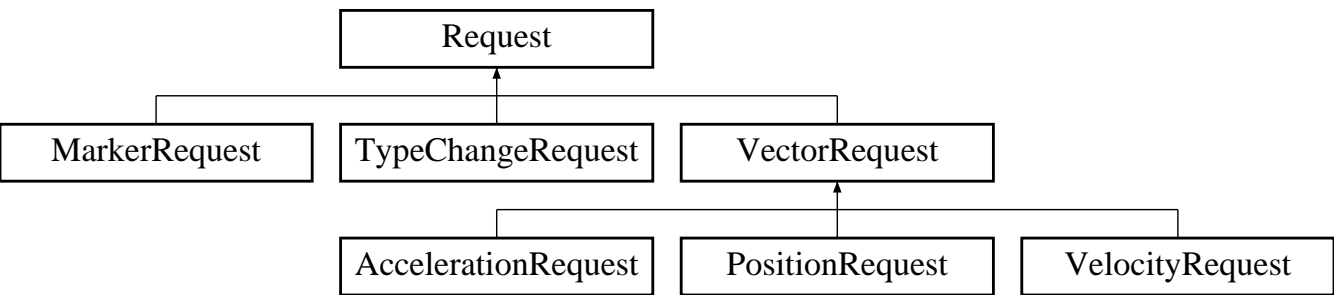 Request
MarkerRequest
TypeChangeRequest
VectorRequest
AccelerationRequest
PositionRequest
VelocityRequest